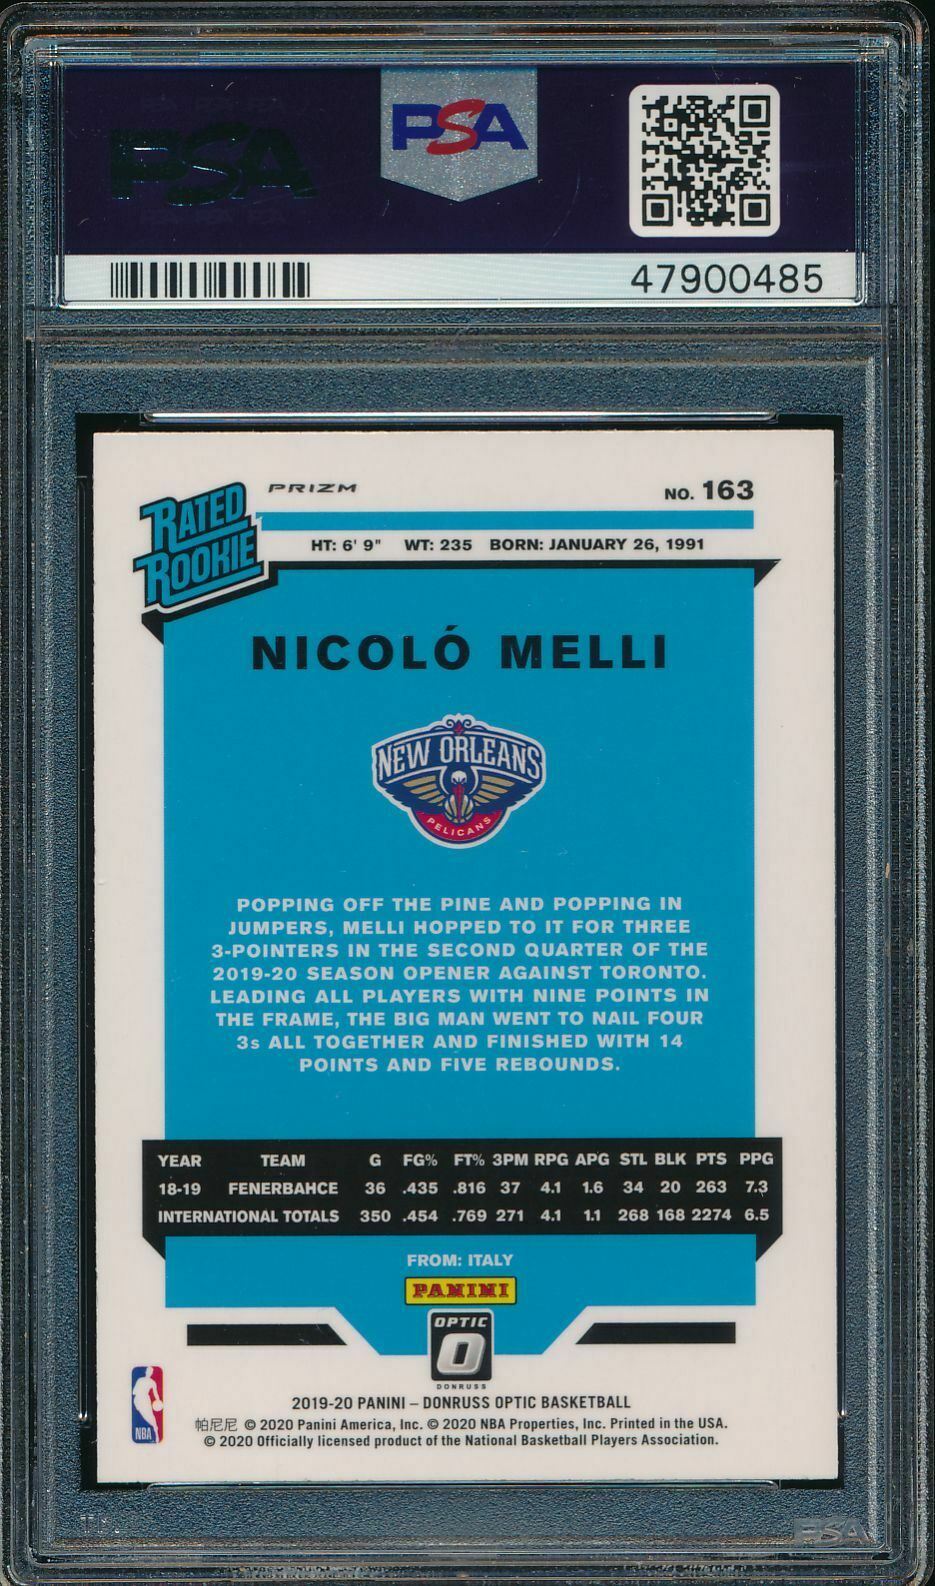 PSA
PSA
47900485
RATED
ROOKIE
PRIZM
NO. 163
HT: 6' 9" WT: 235 BORN: JANUARY 26, 1991
NICOLÓ MELLI
NEW ORLEANS
PELICANS
POPPING OFF THE PINE AND POPPING IN
JUMPERS, MELLI HOPPED TO IT FOR THREE
3-POINTERS IN THE SECOND QUARTER OF THE
2019-20 SEASON OPENER AGAINST TORONTO.
LEADING ALL PLAYERS WITH NINE POINTS IN
THE FRAME, THE BIG MAN WENT TO NAIL FOUR
3s ALL TOGETHER AND FINISHED WITH 14
POINTS AND FIVE REBOUNDS.
YEAR TEAM G FG% FT% 3PM RPG APG STL BLK PTS PPG
18-19 FENERBAHCE 36 .435 .816 37 4.1 1.6 34 20 263 7.3
INTERNATIONAL TOTALS 350 .454 .769 271 4.1 1.1 268 168 2274 6.5
FROM: ITALY
PANINI
OPTIC
O
DONRUSS
NBA
2019-20 PANINI – DONRUSS OPTIC BASKETBALL
帕尼尼 © 2020 Panini America, Inc. © 2020 NBA Properties, Inc. Printed in the USA.
© 2020 Officially licensed product of the National Basketball Players Association.
PSA